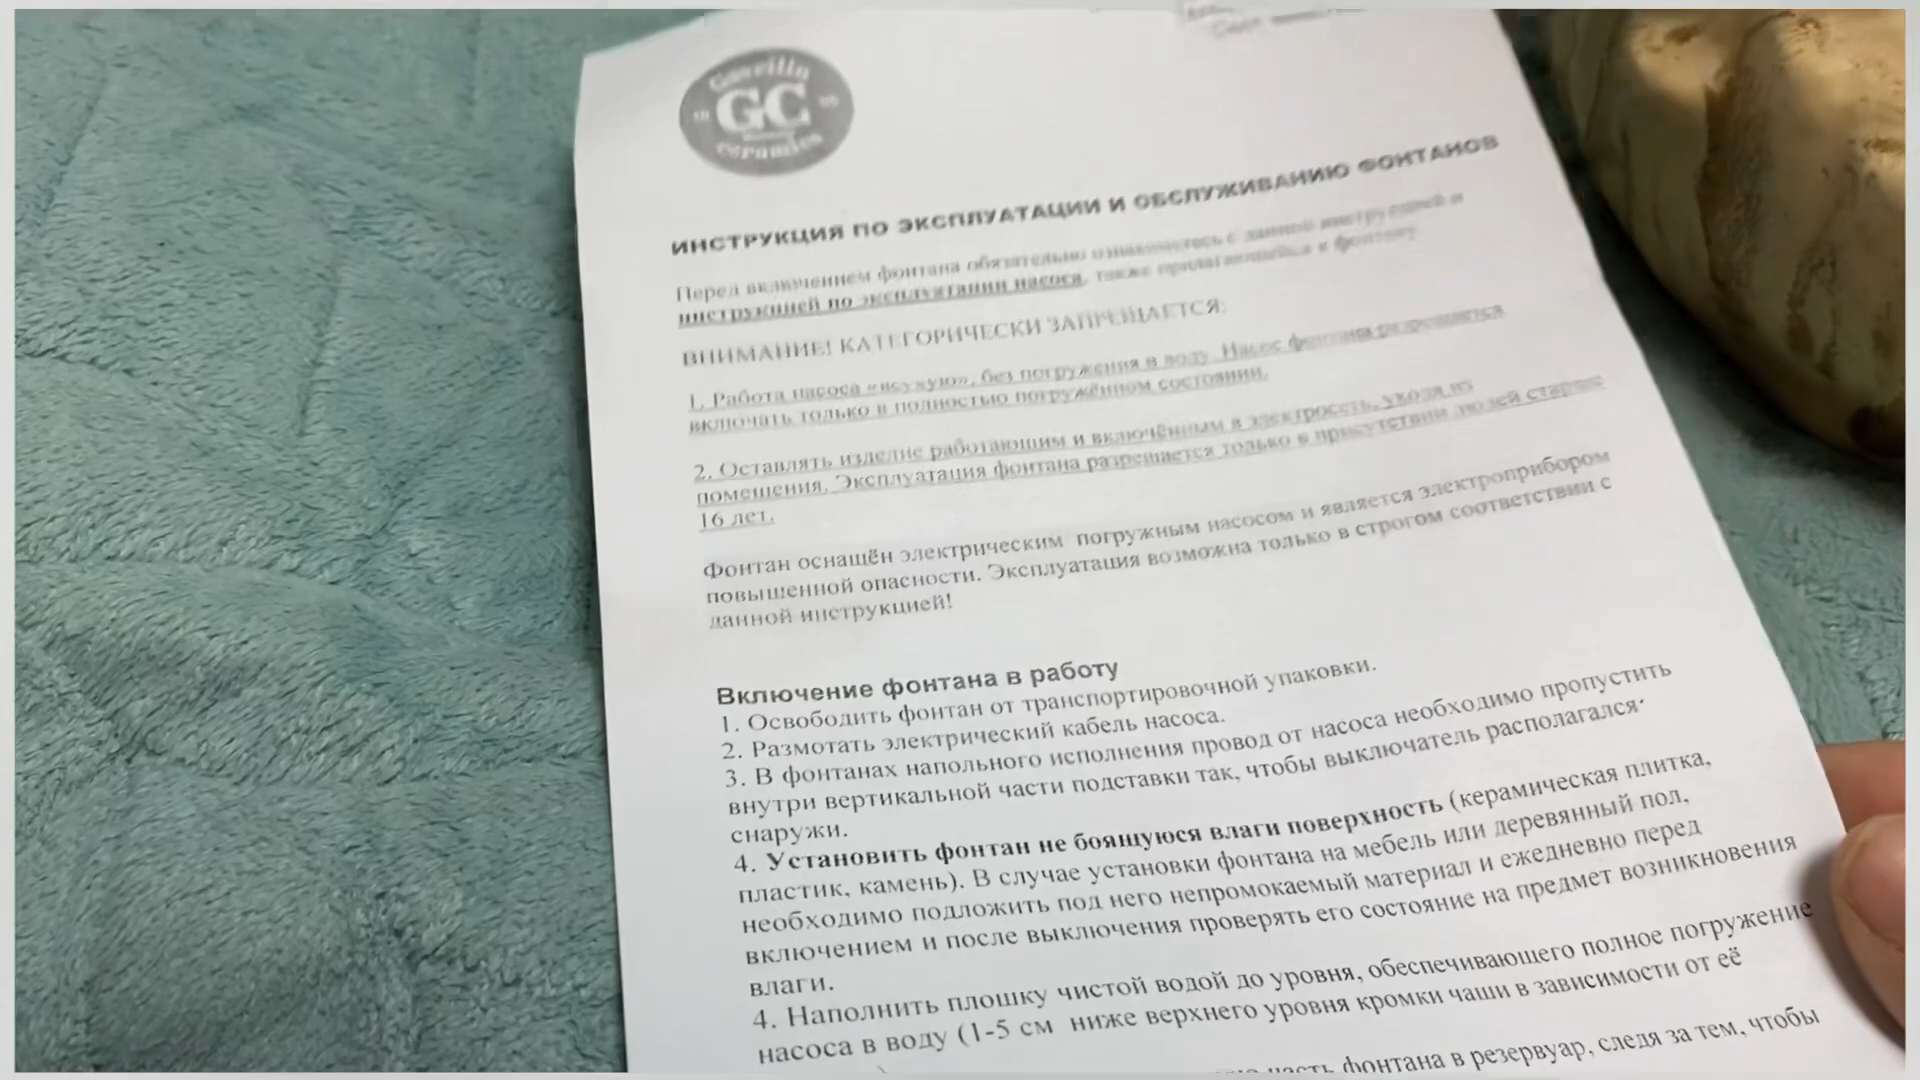 GC
ceramics
ИНСТРУКЦИЯ ПО ЭКСПЛУАТАЦИИ И ОБСЛУЖИВАНИЮ ФОНТАНОВ
Перед включением фонтана обязательно ознакомьтесь с данной инструкцией и
инструкцией по эксплуатации насоса, также прилагающейся к фонтану.
ВНИМАНИЕ! КАТЕГОРИЧЕСКИ ЗАПРЕЩАЕТСЯ:
1. Работа насоса «всухую», без погружения в воду. Насос фонтана разрешается
включать только в полностью погружённом состоянии.
2. Оставлять изделие работающим и включённым в электросеть, уходя из
помещения. Эксплуатация фонтана разрешается только в присутствии людей старше
16 лет.
Фонтан оснащён электрическим погружным насосом и является электроприбором
повышенной опасности. Эксплуатация возможна только в строгом соответствии с
данной инструкцией!
Включение фонтана в работу
1. Освободить фонтан от транспортировочной упаковки.
2. Размотать электрический кабель насоса.
3. В фонтанах напольного исполнения провод от насоса необходимо пропустить
внутри вертикальной части подставки так, чтобы выключатель располагался
снаружи.
4. Установить фонтан не боящуюся влаги поверхность (керамическая плитка,
пластик, камень). В случае установки фонтана на мебель или деревянный пол,
необходимо подложить под него непромокаемый материал и ежедневно перед
включением и после выключения проверять его состояние на предмет возникновения
влаги.
4. Наполнить плошку чистой водой до уровня, обеспечивающего полное погружение
насоса в воду (1-5 см ниже верхнего уровня кромки чаши в зависимости от её
часть фонтана в резервуар, следя за тем, чтобы